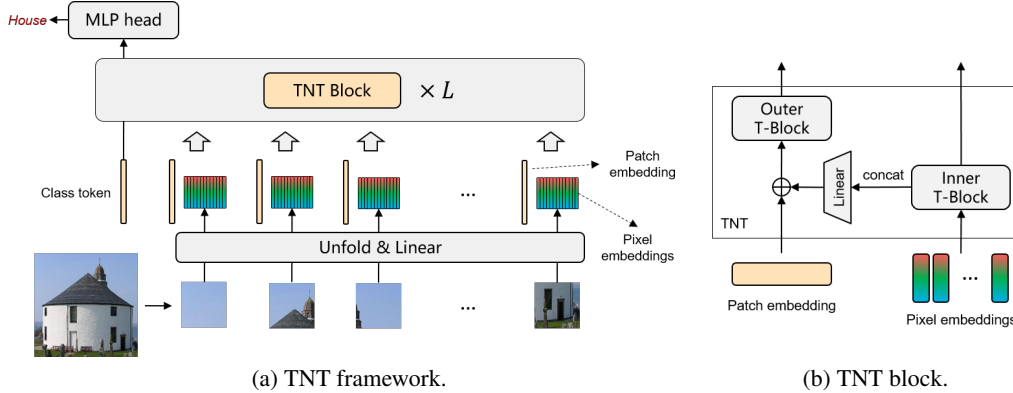 House
MLP head
TNT Block
× L
Class token
Patch
embedding
...
Unfold & Linear
Pixel
embeddings
...
(a) TNT framework.
Outer
T-Block
Linear
concat
Inner
T-Block
TNT
...
Patch embedding
Pixel embeddings
(b) TNT block.